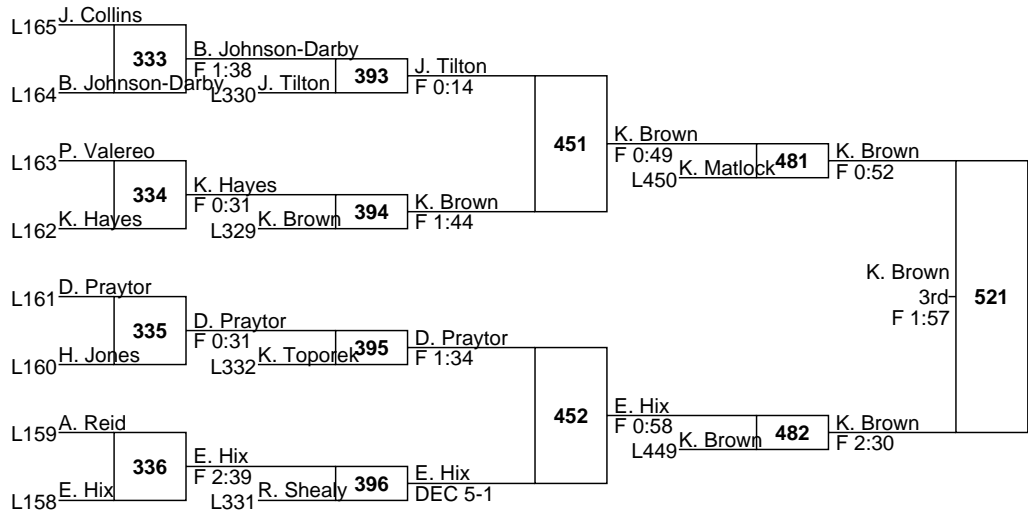 L165 J. Collins
333
B. Johnson-Darby
F 1:38
L164 B. Johnson-Darby
L330 J. Tilton
393
J. Tilton
F 0:14
451
L163 P. Valereo
334
K. Hayes
F 0:31
L162 K. Hayes
L329 K. Brown
394
K. Brown
F 1:44
K. Brown
F 0:49
L450 K. Matlock
481
K. Brown
F 0:52
K. Brown
3rd
F 1:57
521
L161 D. Praytor
335
D. Praytor
F 0:31
L160 H. Jones
L332 K. Toporek
395
D. Praytor
F 1:34
452
L159 A. Reid
336
E. Hix
F 2:39
L158 E. Hix
L331 R. Shealy
396
E. Hix
DEC 5-1
E. Hix
F 0:58
L449 K. Brown
482
K. Brown
F 2:30